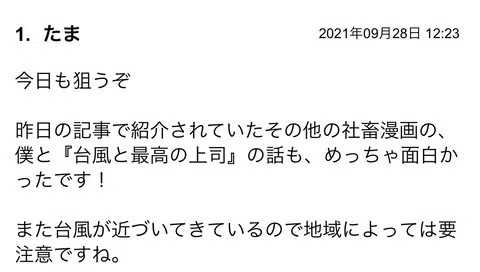 1. たま 2021年09月28日 12:23
今日も狙うぞ
昨日の記事で紹介されていたその他の社畜漫画の、
僕と『台風と最高の上司』の話も、めっちゃ面白か
ったです！
また台風が近づいてきているので地域によっては要
注意ですね。